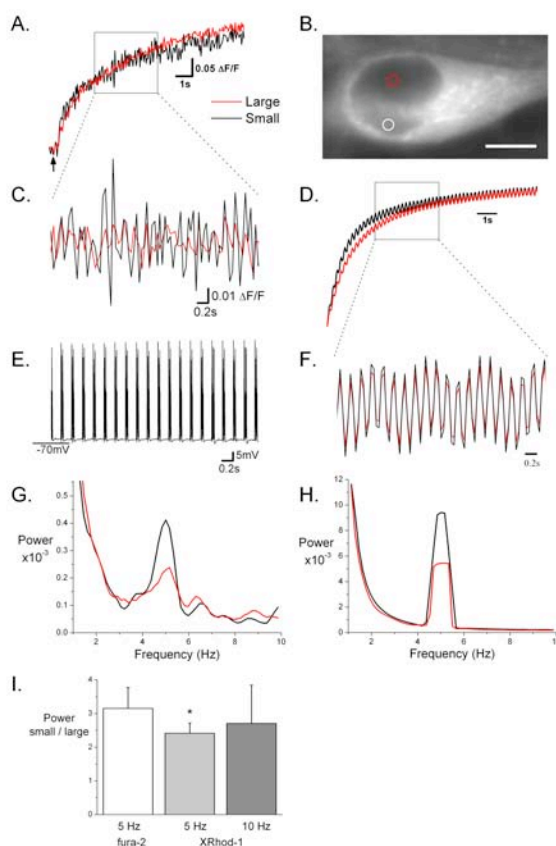 A.
0.05 ΔF/F
1s
Large
Small
B.
C.
0.01 ΔF/F
0.2s
D.
1s
E.
-70mV
5mV
0.2s
F.
0.2s
G.
0.5
0.4
0.3
0.2
0.1
0.0
Power
x10-3
2 4 6 8 10
Frequency (Hz)
H.
12
10
8
6
4
2
0
Power
x10-3
2 4 6 8 1
Frequency (Hz)
I.
4
3
2
1
0
Power
small / large
*
5 Hz 5 Hz 10 Hz
fura-2 XRhod-1